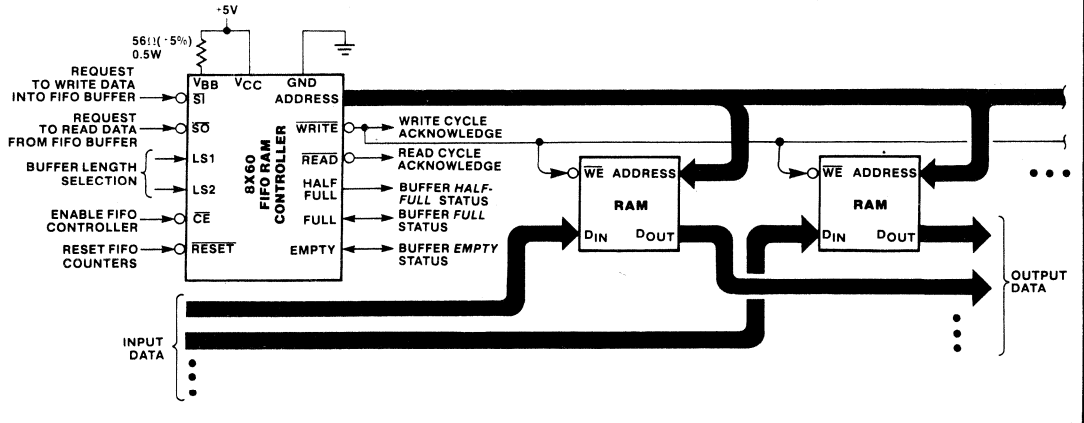 +5V
56Ω(±5%)
0.5W
REQUEST
TO WRITE DATA
INTO FIFO BUFFER
REQUEST
TO READ DATA
FROM FIFO BUFFER
BUFFER LENGTH
SELECTION
ENABLE FIFO
CONTROLLER
RESET FIFO
COUNTERS
VBB
VCC
GND
SI
SO
LS1
LS2
CE
RESET
8X60
FIFO RAM
CONTROLLER
ADDRESS
WRITE
READ
HALF
FULL
FULL
EMPTY
WRITE CYCLE
ACKNOWLEDGE
READ CYCLE
ACKNOWLEDGE
BUFFER HALF-
FULL STATUS
BUFFER FULL
STATUS
BUFFER EMPTY
STATUS
WE ADDRESS
RAM
DIN DOUT
WE ADDRESS
RAM
DIN DOUT
INPUT
DATA
OUTPUT
DATA